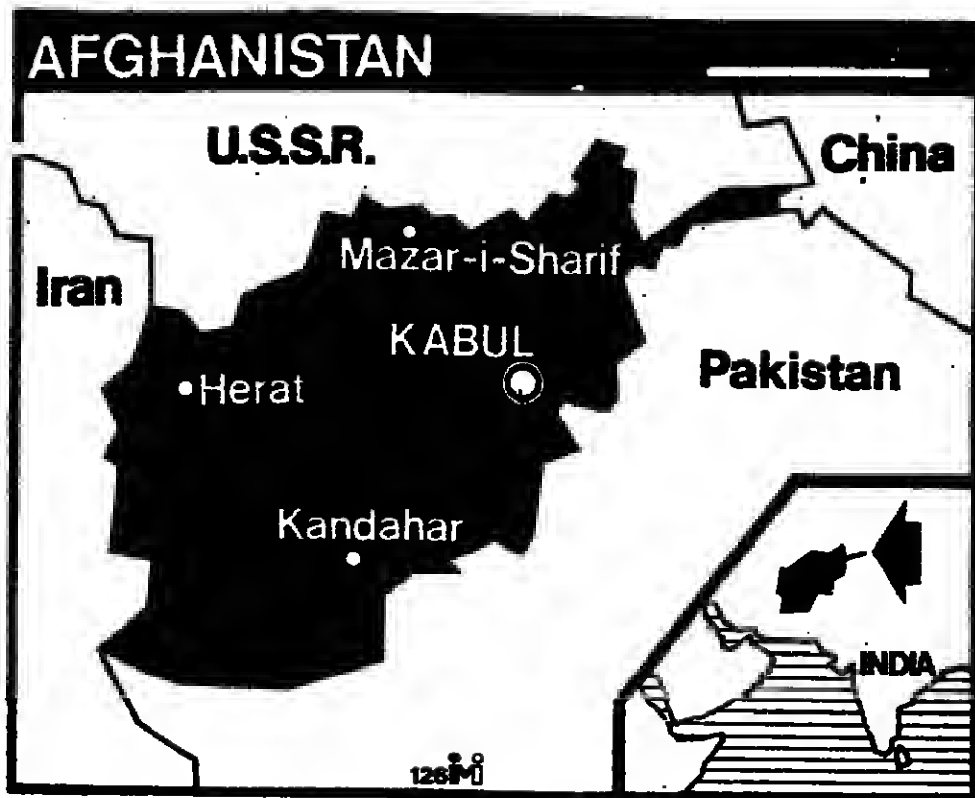 AFGHANISTAN
U.S.S.R.
China
Mazar-i-Sharif
Iran
KABUL
Pakistan
Herat
Kandahar
INDIA